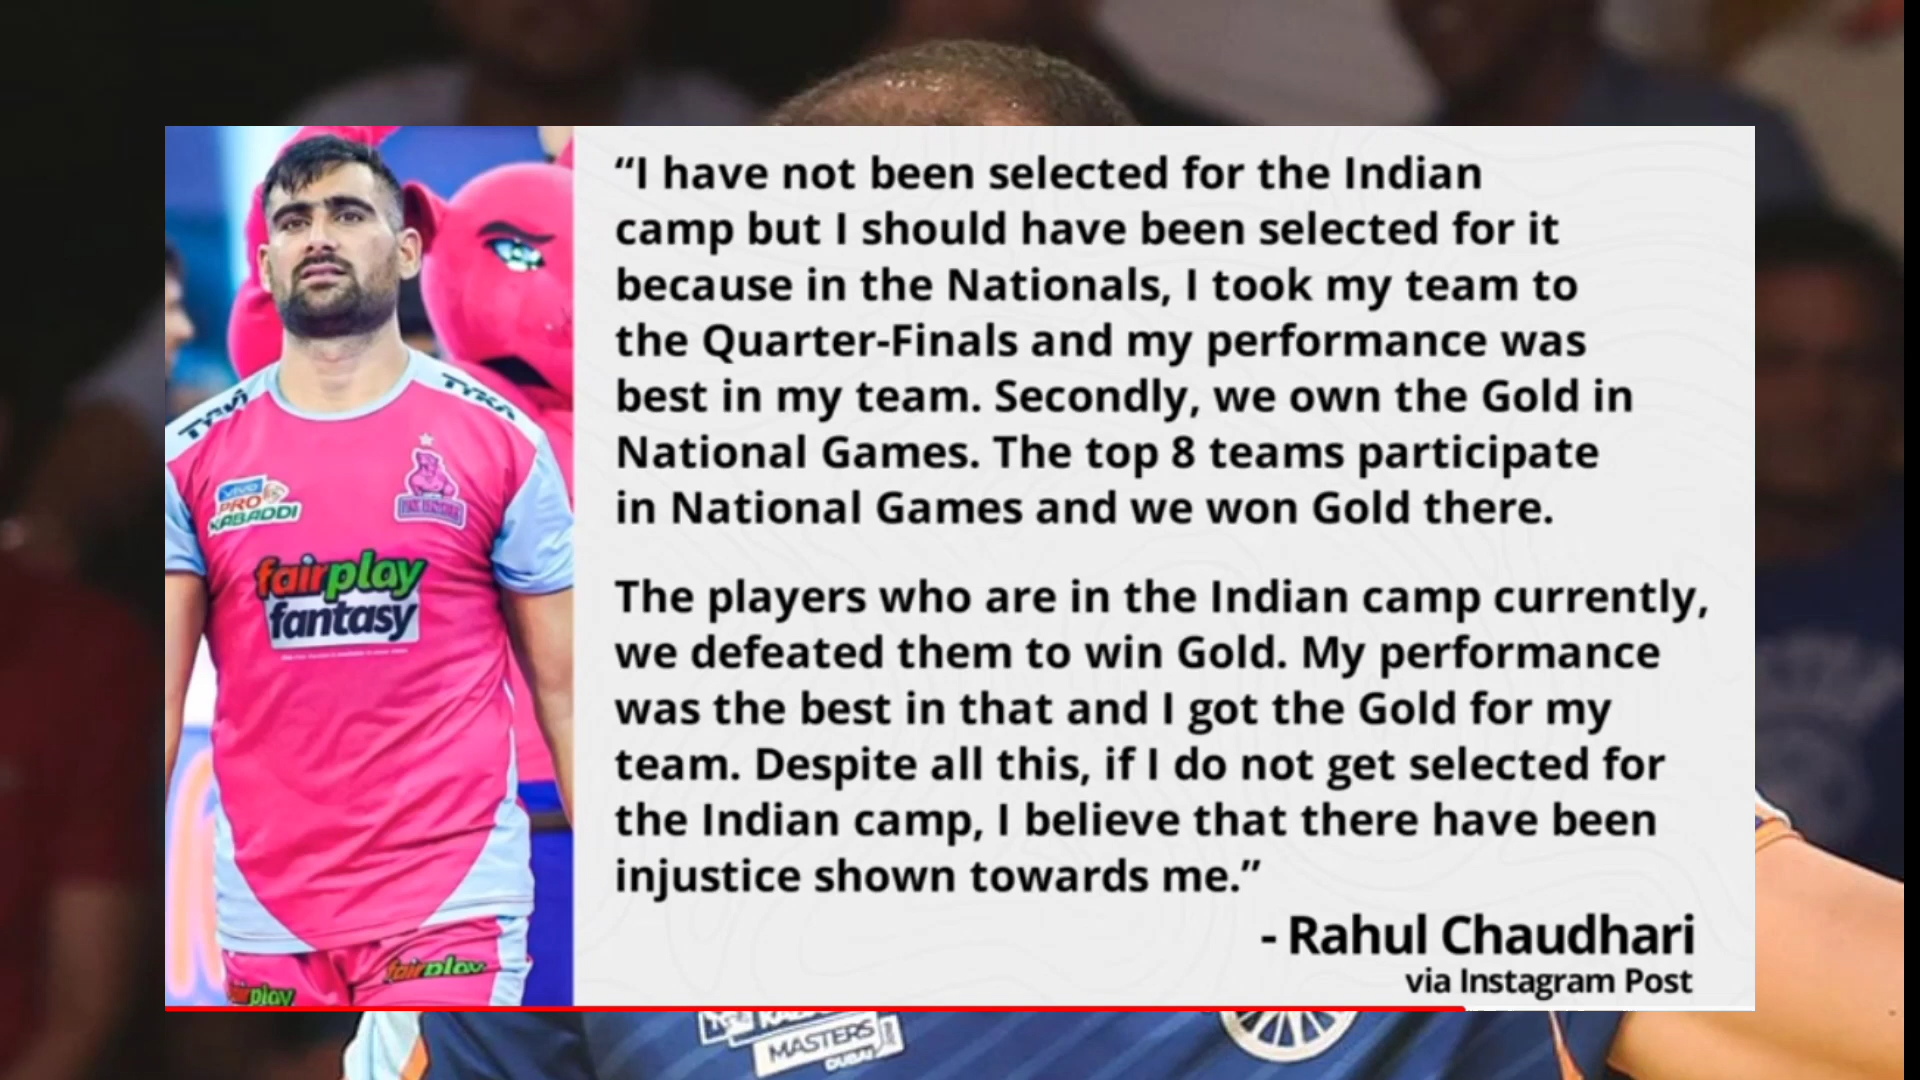 “I have not been selected for the Indian
camp but I should have been selected for it
because in the Nationals, I took my team to
the Quarter-Finals and my performance was
best in my team. Secondly, we own the Gold in
National Games. The top 8 teams participate
in National Games and we won Gold there.
The players who are in the Indian camp currently,
we defeated them to win Gold. My performance
was the best in that and I got the Gold for my
team. Despite all this, if I do not get selected for
the Indian camp, I believe that there have been
injustice shown towards me.”
- Rahul Chaudhari
via Instagram Post
TYKA
TYKA
vivo
PRO
KABADDI
fairplay
fantasy
fairplay
fairplay
MASTERS
DUBAI